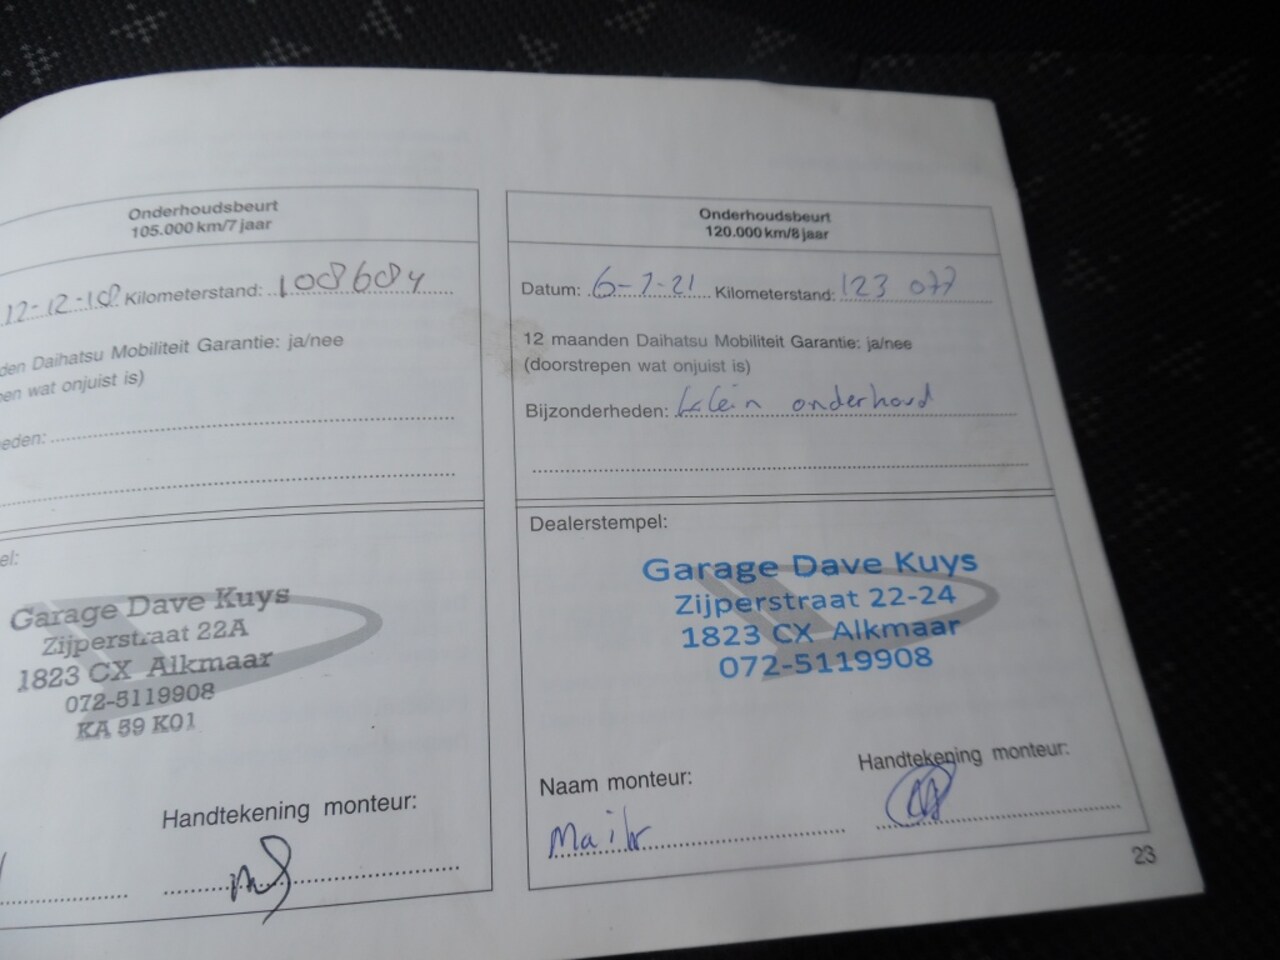 Onderhoudsbeurt
105.000 km/7 jaar
12-12-18 Kilometerstand: 108684
den Daihatsu Mobiliteit Garantie: ja/nee
en wat onjuist is)
eden:
el:
Garage Dave Kuys
Zijperstraat 22A
1823 CX Alkmaar
072-5119908
KA 59 K01
Handtekening monteur:
Onderhoudsbeurt
120.000 km/8 jaar
Datum: 6-7-21 Kilometerstand: 123 077
12 maanden Daihatsu Mobiliteit Garantie: ja/nee
(doorstrepen wat onjuist is)
Bijzonderheden: klein onderhoud
Dealerstempel:
Garage Dave Kuys
Zijperstraat 22-24
1823 CX Alkmaar
072-5119908
Naam monteur:
Handtekening monteur:
23